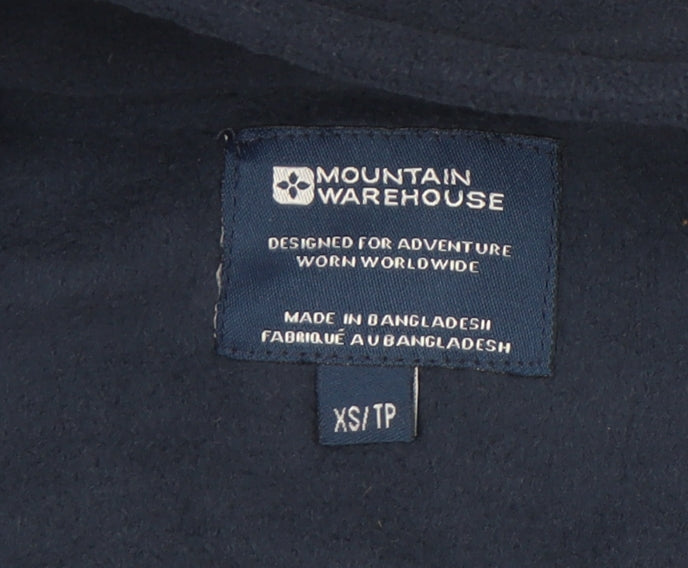 MOUNTAIN
WAREHOUSE
DESIGNED FOR ADVENTURE
WORN WORLDWIDE
MADE IN BANGLADESH
FABRIQUÉ AU BANGLADESH
XS/TP